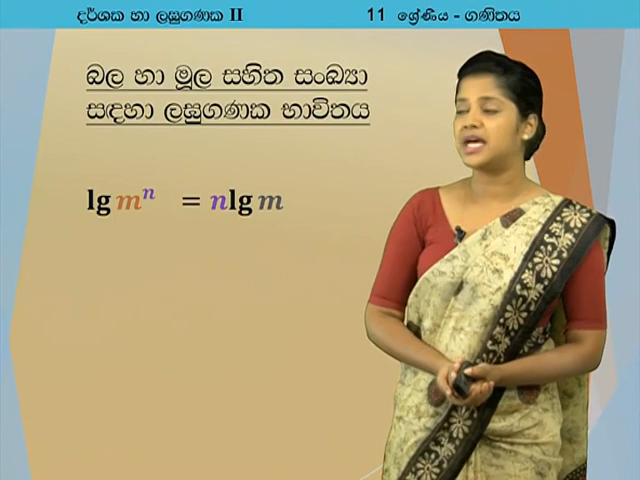 දර්ශක හා ලඝුගණක II 11 ශ්‍රේණිය - ගණිතය
බල හා මූල සහිත සංඛ්‍යා
සඳහා ලඝුගණක භාවිතය
lg mⁿ = nlg m